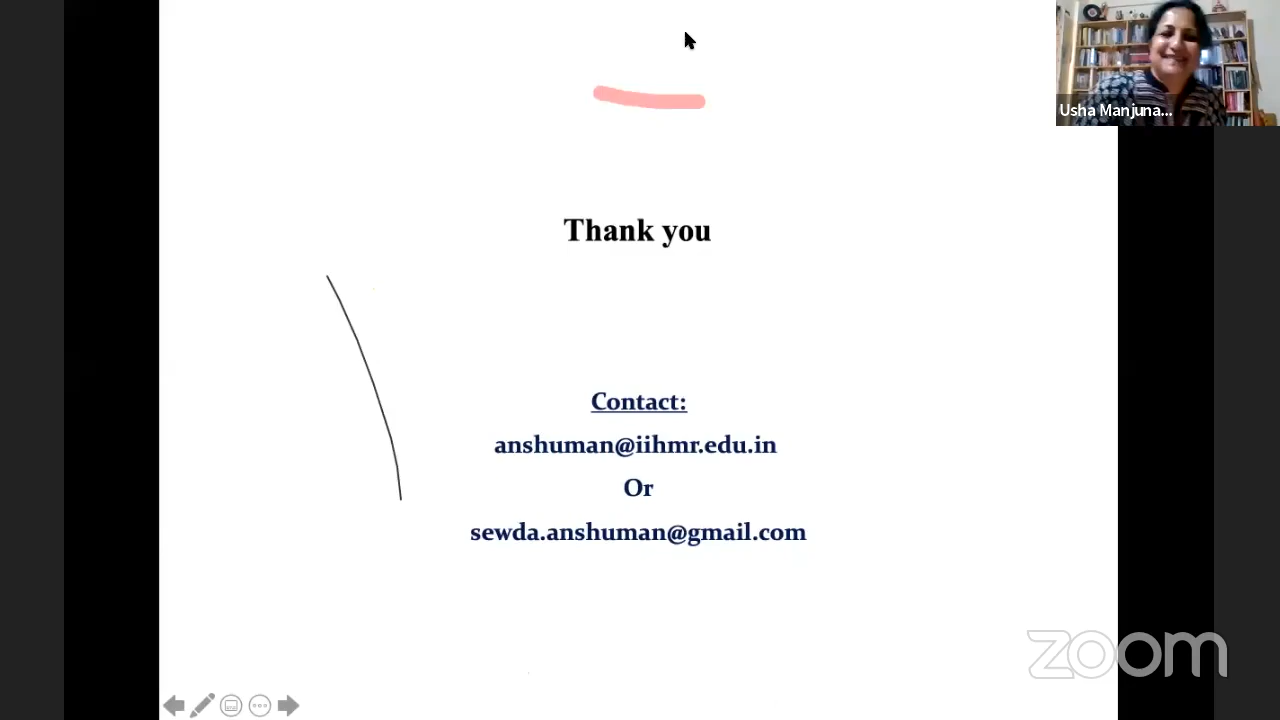 Usha Manjuna...
Thank you
Contact:
anshuman@iihmr.edu.in
Or
sewda.anshuman@gmail.com
zoom